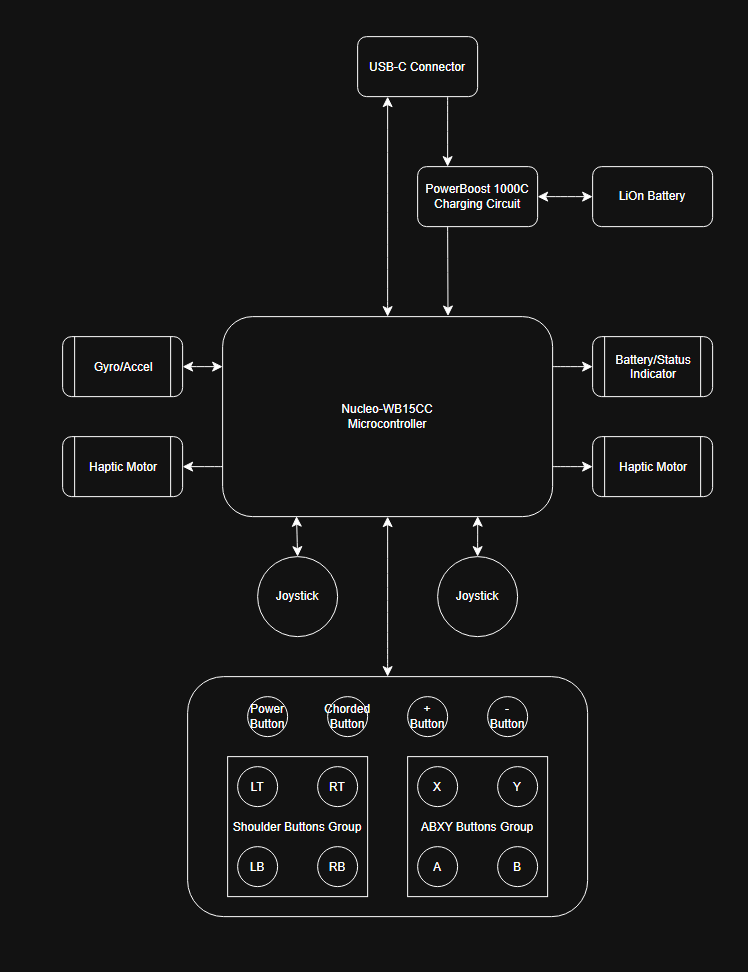 USB-C Connector
PowerBoost 1000C
Charging Circuit
LiOn Battery
Gyro/Accel
Battery/Status
Indicator
Nucleo-WB15CC
Microcontroller
Haptic Motor
Haptic Motor
Joystick
Joystick
Power
Button
Chorded
Button
+
Button
-
Button
LT
RT
X
Y
Shoulder Buttons Group
ABXY Buttons Group
LB
RB
A
B